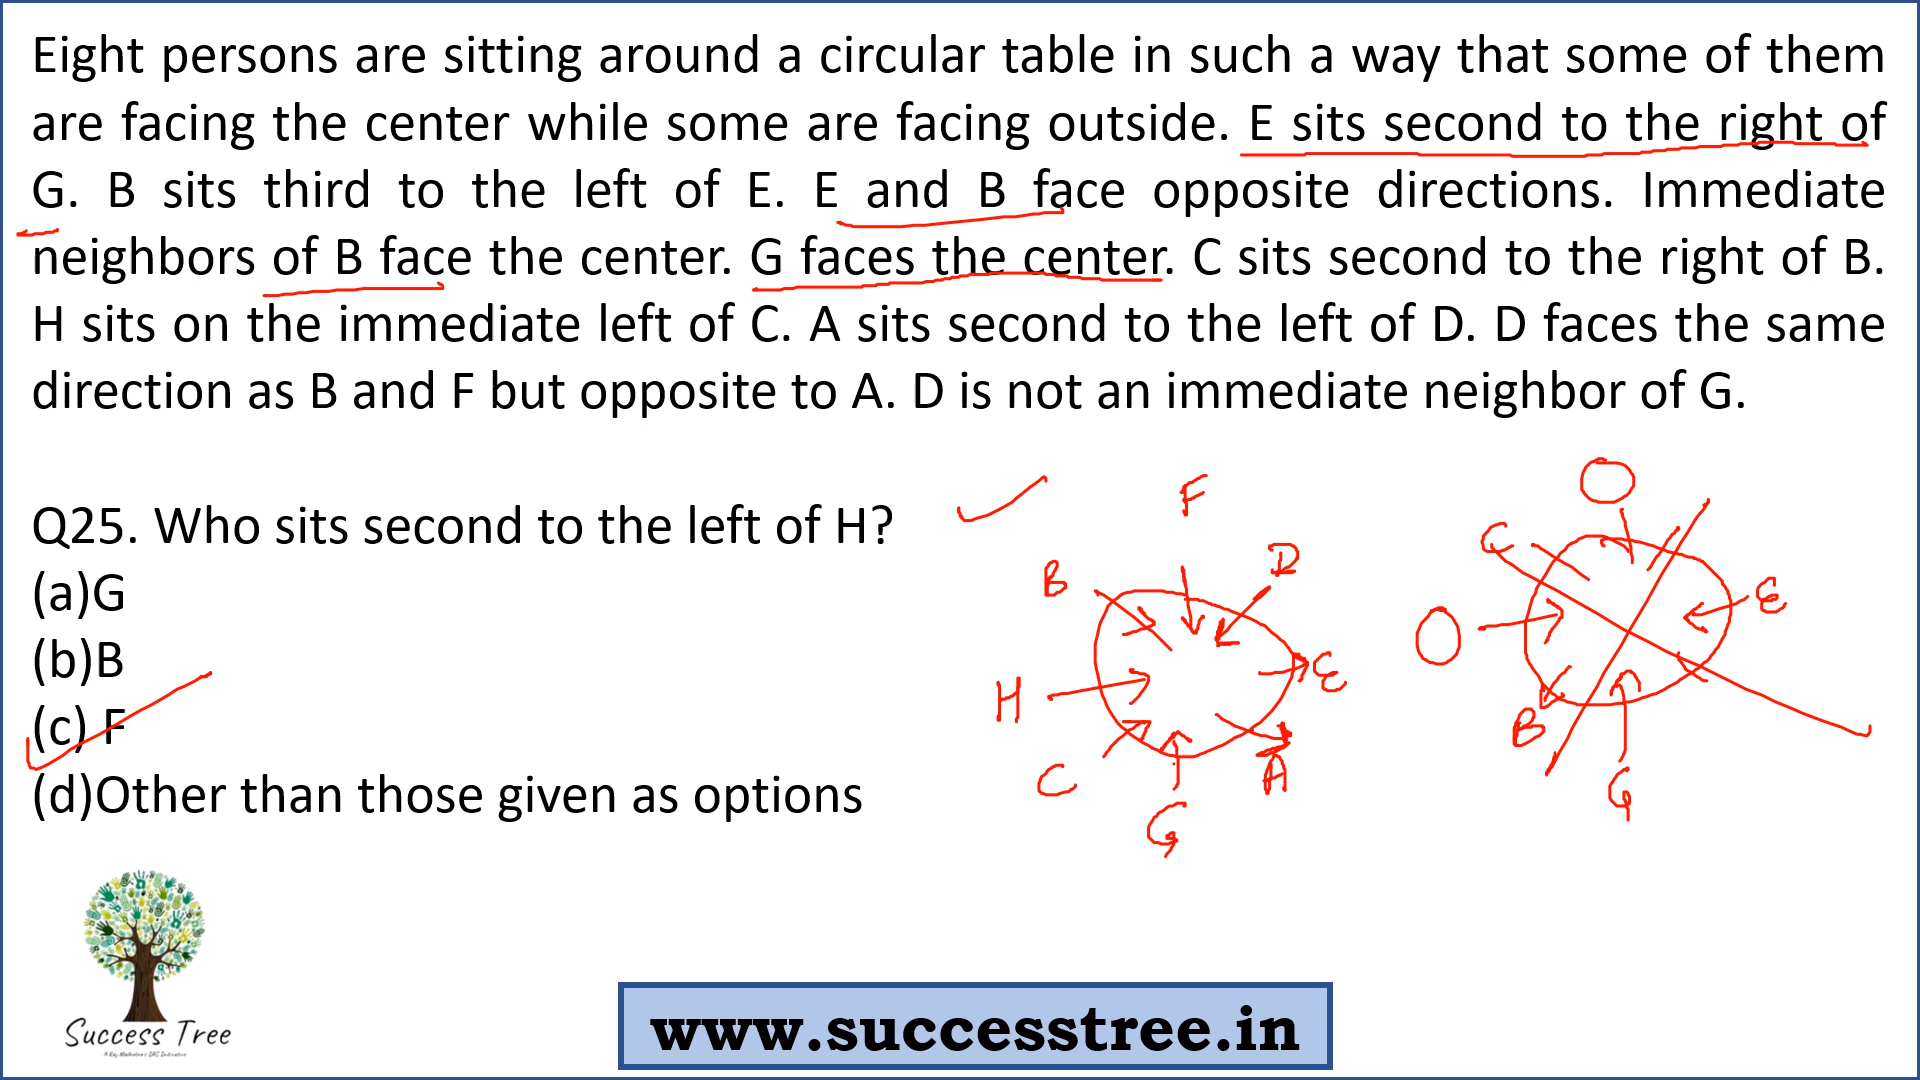 Eight persons are sitting around a circular table in such a way that some of them
are facing the center while some are facing outside. E sits second to the right of
G. B sits third to the left of E. E and B face opposite directions. Immediate
neighbors of B face the center. G faces the center. C sits second to the right of B.
H sits on the immediate left of C. A sits second to the left of D. D faces the same
direction as B and F but opposite to A. D is not an immediate neighbor of G.
Q25. Who sits second to the left of H?
(a)G
(b)B
(c) F
(d)Other than those given as options
F
B
D
H
E
C
G
A
C
E
B
G
Success Tree
www.successtree.in